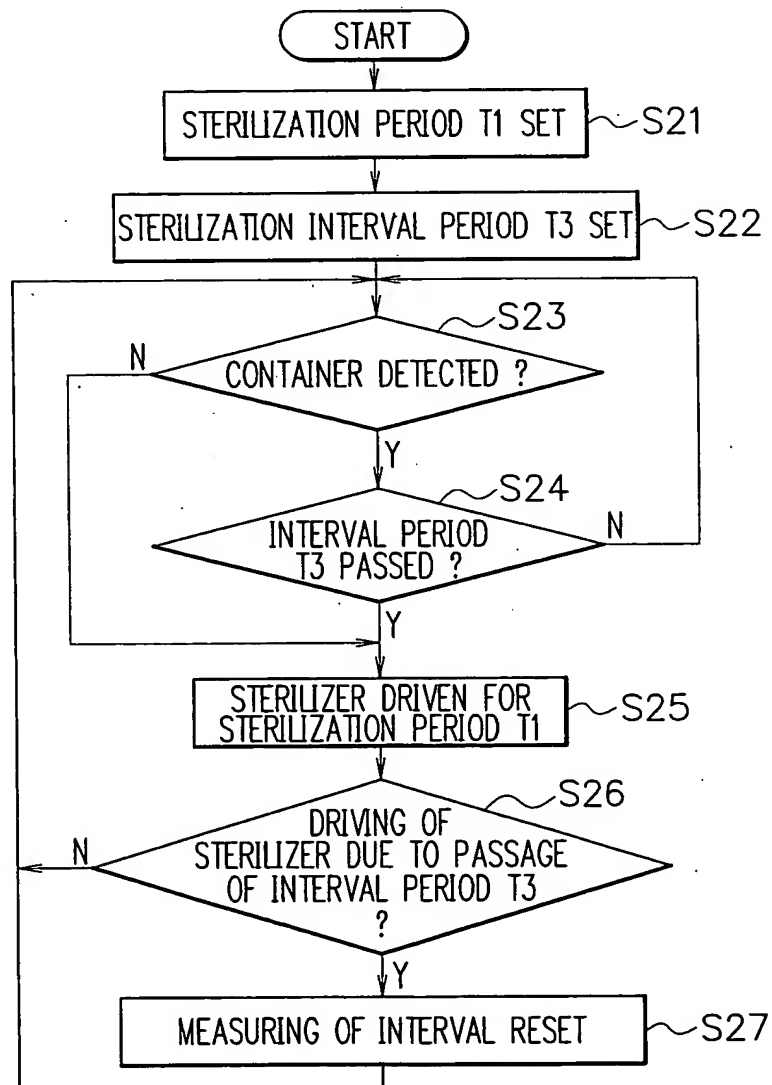 START
STERILIZATION PERIOD T1 SET
S21
STERILIZATION INTERVAL PERIOD T3 SET
S22
S23
N
CONTAINER DETECTED ?
Y
S24
INTERVAL PERIOD
T3 PASSED ?
N
Y
STERILIZER DRIVEN FOR
STERILIZATION PERIOD T1
S25
S26
DRIVING OF
N
STERILIZER DUE TO PASSAGE
OF INTERVAL PERIOD T3
?
Y
MEASURING OF INTERVAL RESET
S27